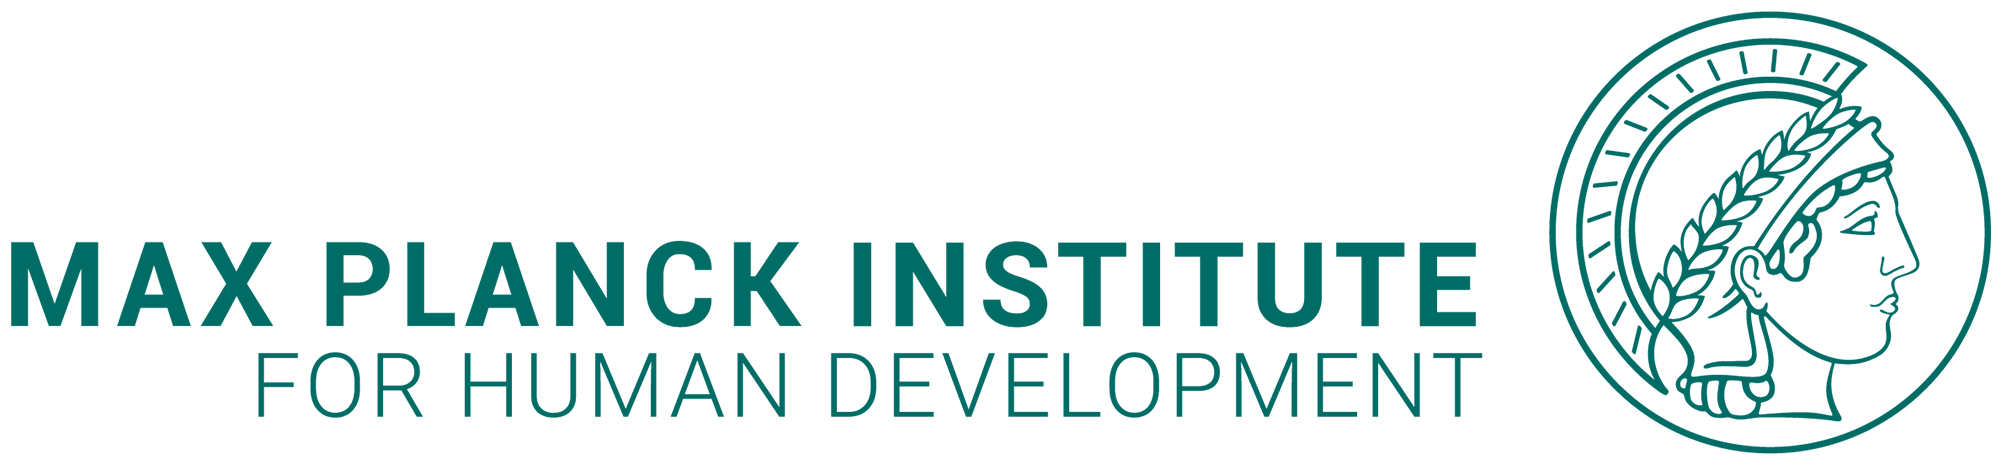 MAX PLANCK INSTITUTE
FOR HUMAN DEVELOPMENT